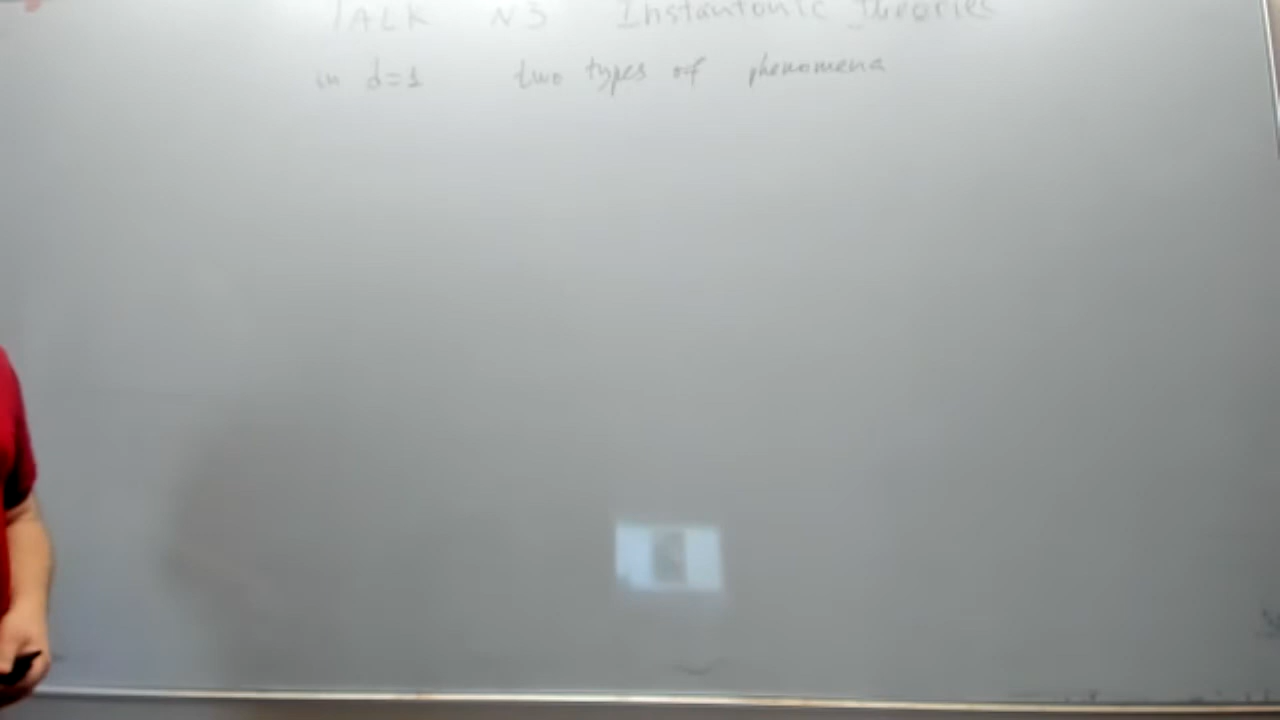 TALK N3 Instantonic Theories
in d=1 two types of phenomena